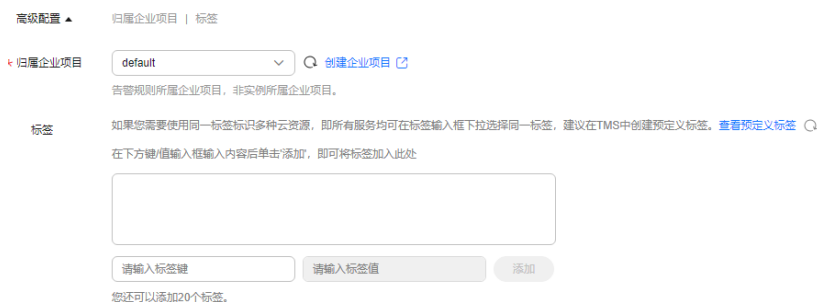 高级配置 ▲ 归属企业项目 | 标签
* 归属企业项目 default 创建企业项目
告警规则所属企业项目，非实例所属企业项目。
标签 如果您需要使用同一标签标识多种云资源，即所有服务均可在标签输入框下拉选择同一标签，建议在TMS中创建预定义标签。查看预定义标签
在下方键/值输入框输入内容后单击'添加'，即可将标签加入此处
请输入标签键 请输入标签值 添加
您还可以添加20个标签。